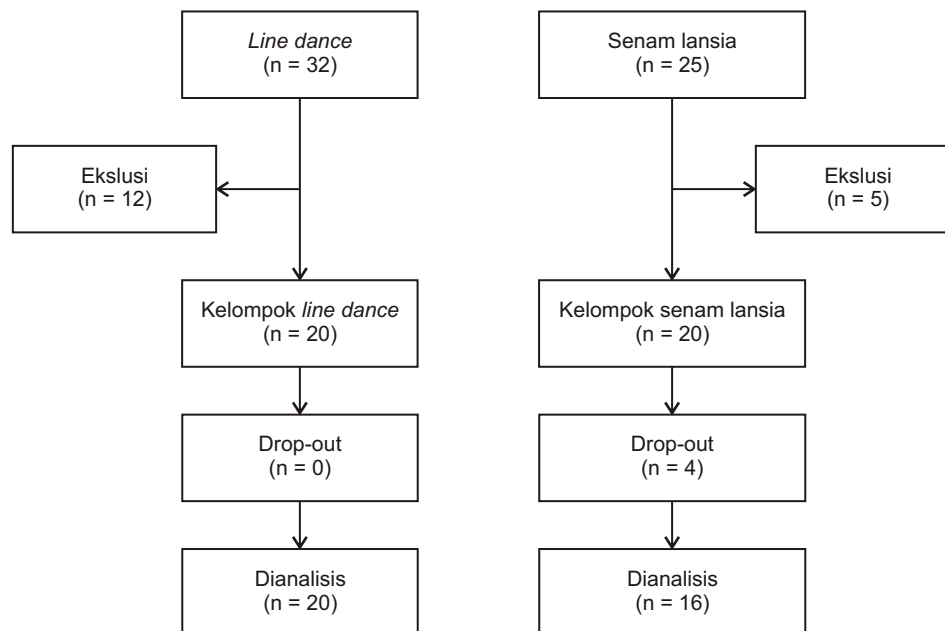 Line dance
(n = 32)
Senam lansia
(n = 25)
Ekslusi
(n = 12)
Ekslusi
(n = 5)
Kelompok line dance
(n = 20)
Kelompok senam lansia
(n = 20)
Drop-out
(n = 0)
Drop-out
(n = 4)
Dianalisis
(n = 20)
Dianalisis
(n = 16)